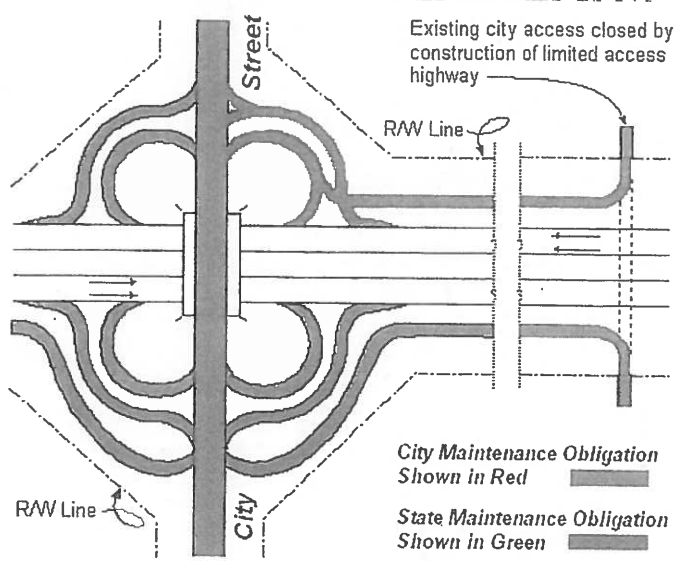 Existing city access closed by
construction of limited access
highway
Street
R/W Line
City Maintenance Obligation
Shown in Red
State Maintenance Obligation
Shown in Green
R/W Line
City